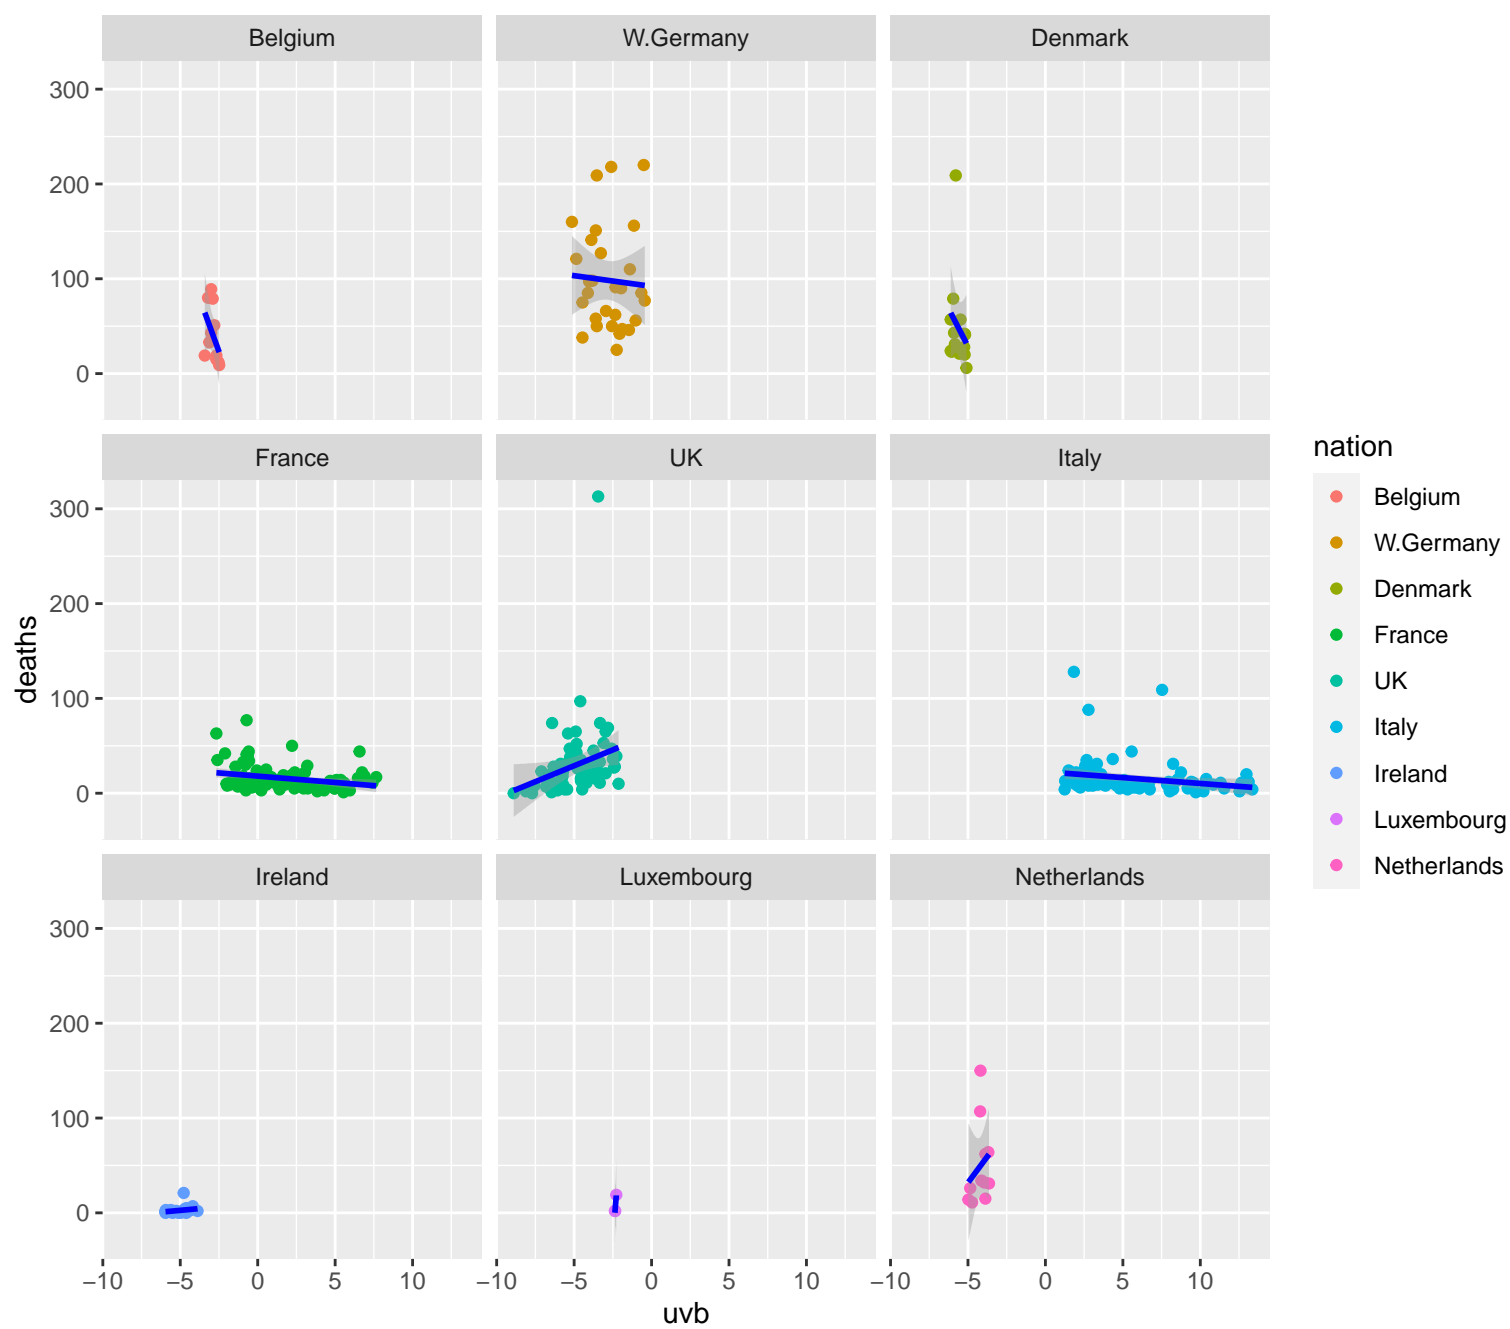 Belgium W.Germany Denmark
300
200
100
0
France UK Italy
300
200
100
0
deaths
Ireland Luxembourg Netherlands
300
200
100
0
−10 −5 0 5 10 −10 −5 0 5 10 −10 −5 0 5 10
uvb
nation
Belgium
W.Germany
Denmark
France
UK
Italy
Ireland
Luxembourg
Netherlands